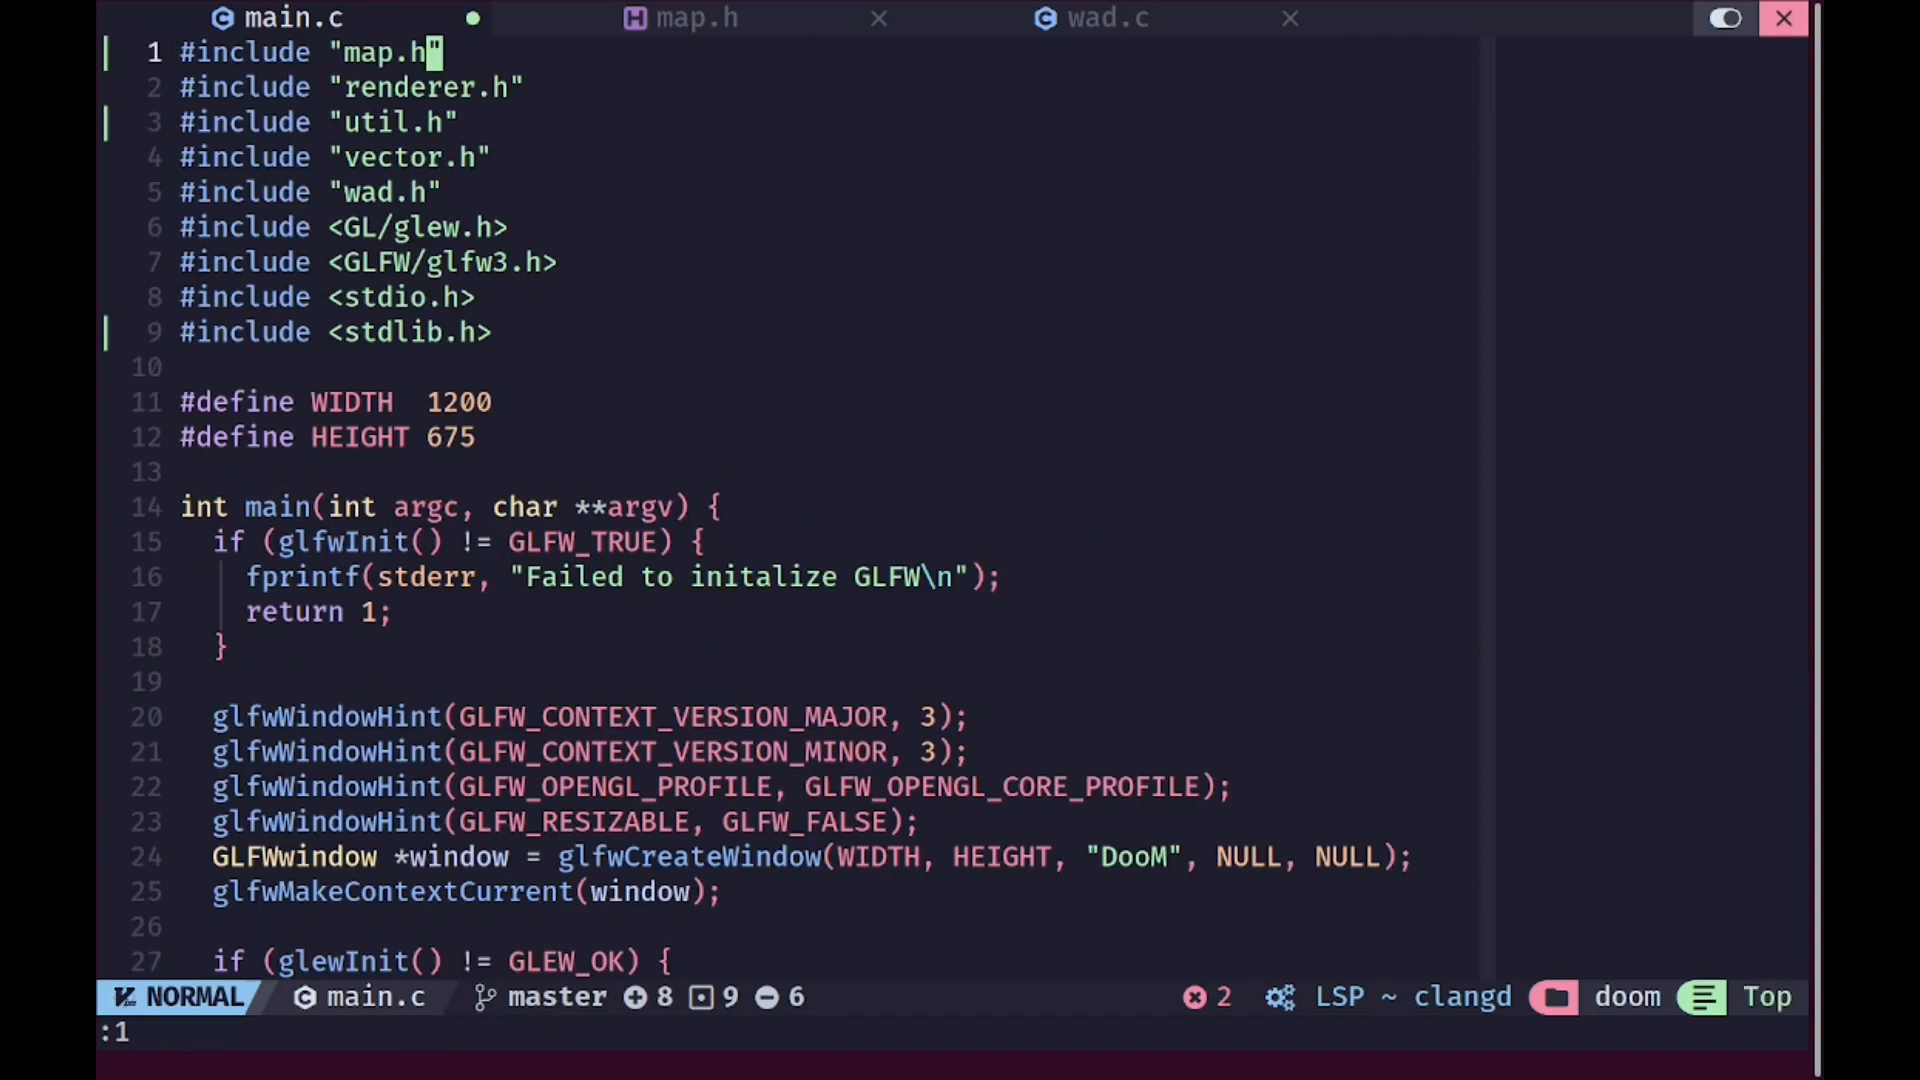 main.c map.h wad.c
1 #include "map.h"
2 #include "renderer.h"
3 #include "util.h"
4 #include "vector.h"
5 #include "wad.h"
6 #include <GL/glew.h>
7 #include <GLFW/glfw3.h>
8 #include <stdio.h>
9 #include <stdlib.h>
10
11 #define WIDTH  1200
12 #define HEIGHT 675
13
14 int main(int argc, char **argv) {
15   if (glfwInit() != GLFW_TRUE) {
16     fprintf(stderr, "Failed to initalize GLFW\n");
17     return 1;
18   }
19
20   glfwWindowHint(GLFW_CONTEXT_VERSION_MAJOR, 3);
21   glfwWindowHint(GLFW_CONTEXT_VERSION_MINOR, 3);
22   glfwWindowHint(GLFW_OPENGL_PROFILE, GLFW_OPENGL_CORE_PROFILE);
23   glfwWindowHint(GLFW_RESIZABLE, GLFW_FALSE);
24   GLFWwindow *window = glfwCreateWindow(WIDTH, HEIGHT, "DooM", NULL, NULL);
25   glfwMakeContextCurrent(window);
26
27   if (glewInit() != GLEW_OK) {
NORMAL main.c master 8 9 6 2 LSP ~ clangd doom Top
:1